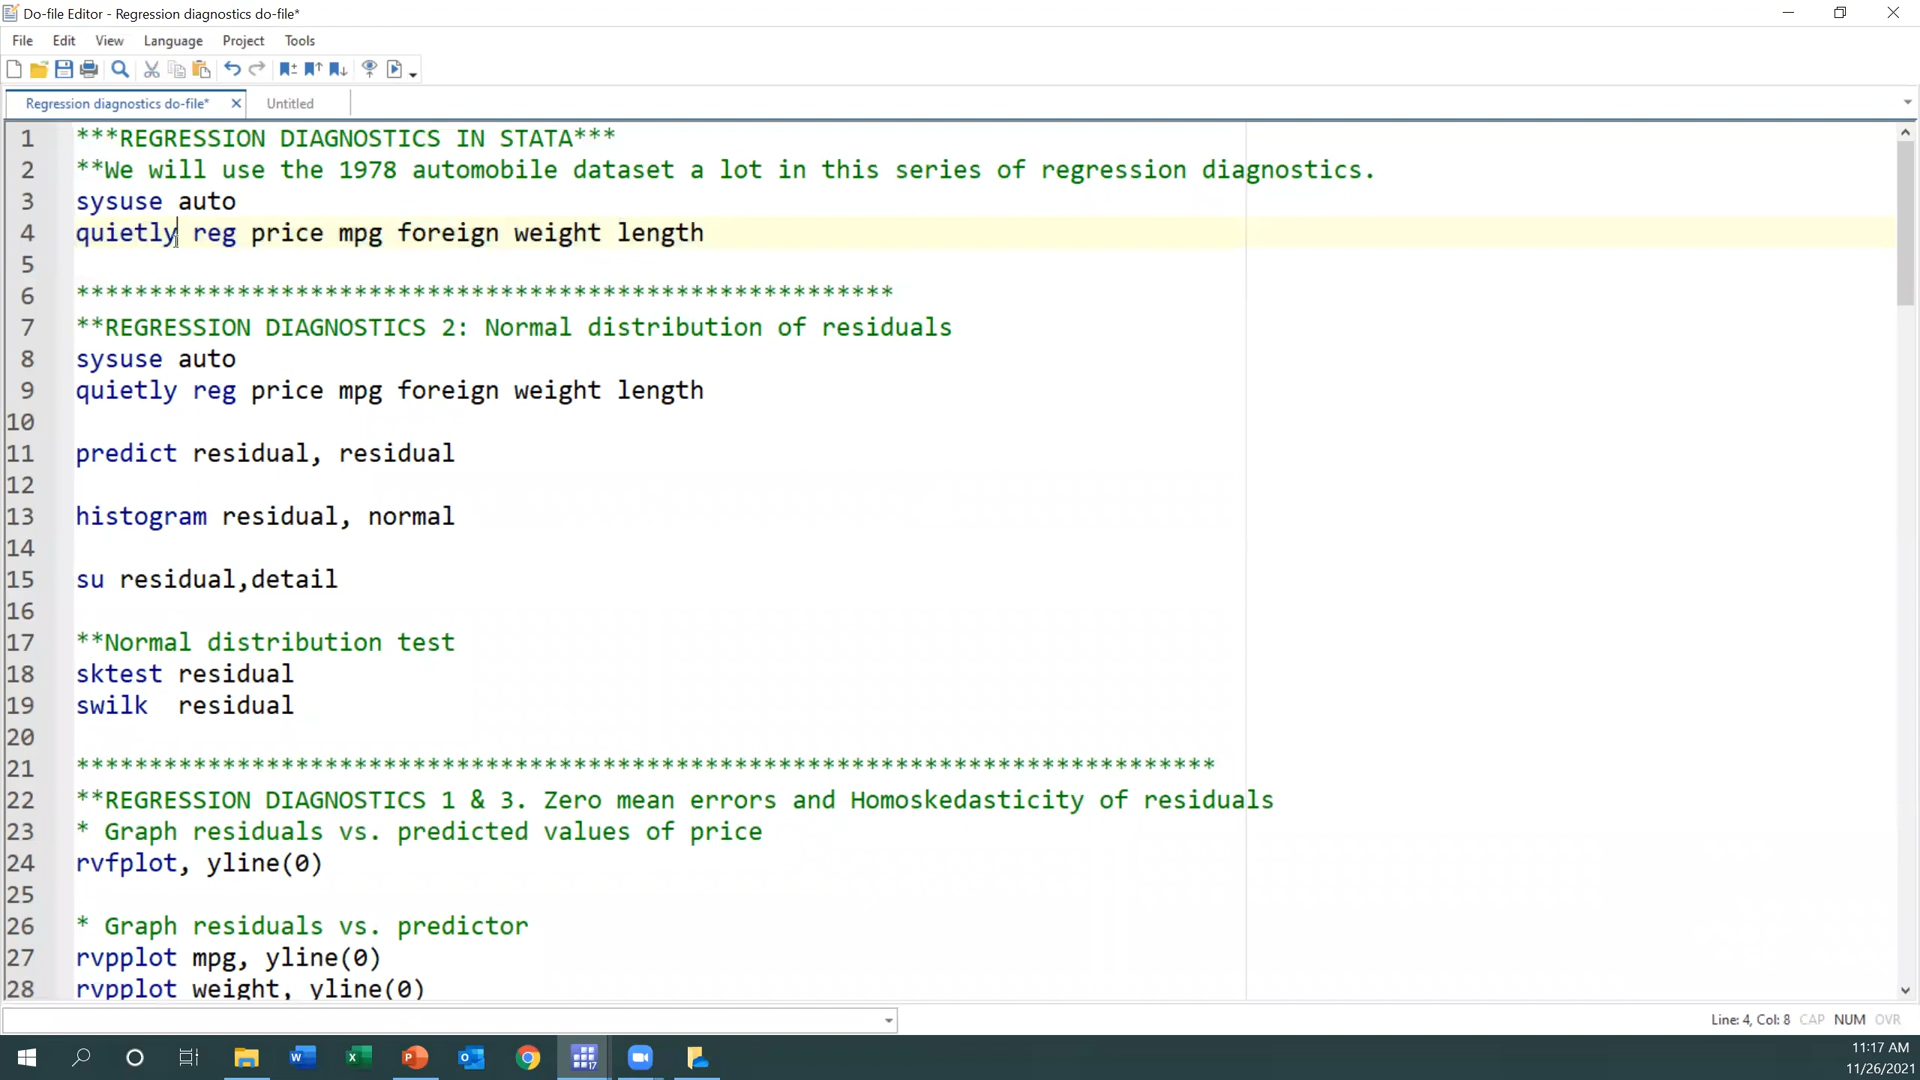 Do-file Editor - Regression diagnostics do-file*
File Edit View Language Project Tools
Regression diagnostics do-file* Untitled
1 ***REGRESSION DIAGNOSTICS IN STATA***
2 **We will use the 1978 automobile dataset a lot in this series of regression diagnostics.
3 sysuse auto
4 quietly reg price mpg foreign weight length
5
6 ********************************************************
7 **REGRESSION DIAGNOSTICS 2: Normal distribution of residuals
8 sysuse auto
9 quietly reg price mpg foreign weight length
10
11 predict residual, residual
12
13 histogram residual, normal
14
15 su residual,detail
16
17 **Normal distribution test
18 sktest residual
19 swilk  residual
20
21 ******************************************************************************
22 **REGRESSION DIAGNOSTICS 1 & 3. Zero mean errors and Homoskedasticity of residuals
23 * Graph residuals vs. predicted values of price
24 rvfplot, yline(0)
25
26 * Graph residuals vs. predictor
27 rvpplot mpg, yline(0)
28 rvpplot weight, yline(0)
Line: 4, Col: 8 CAP NUM OVR
17
11:17 AM
11/26/2021